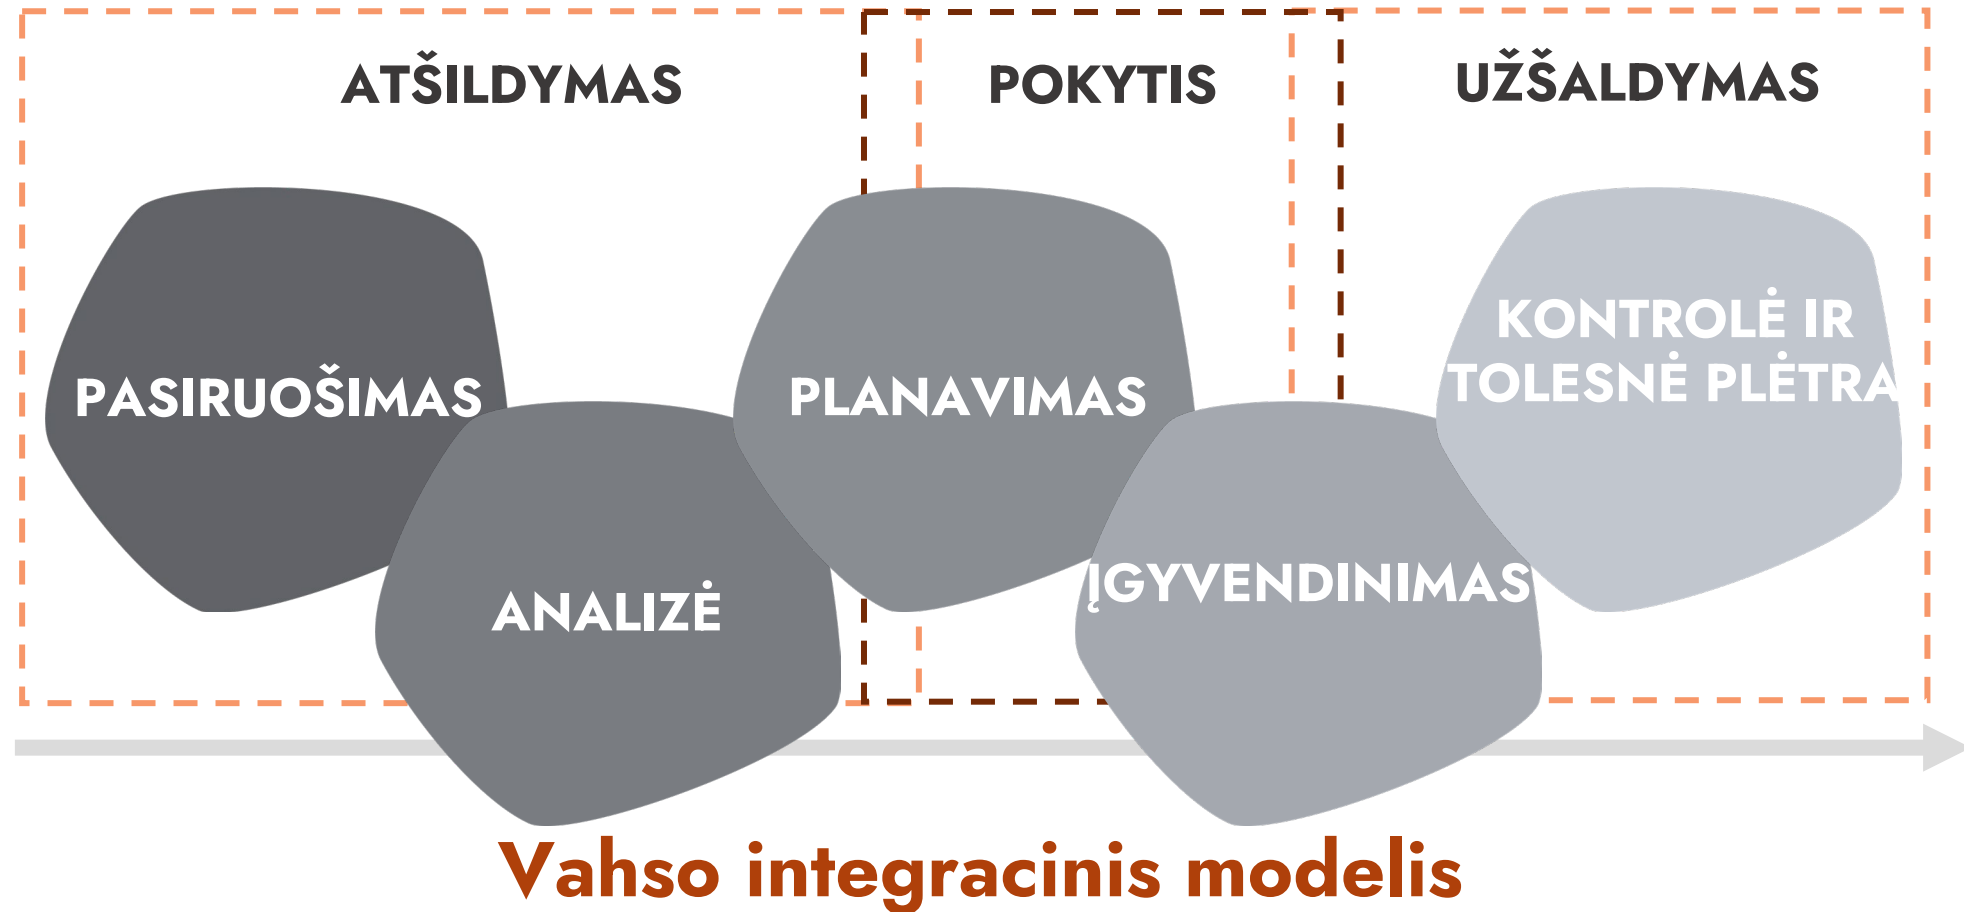 ATŠILDYMAS
POKYTIS
UŽŠALDYMAS
PASIRUOŠIMAS
ANALIZĖ
PLANAVIMAS
ĮGYVENDINIMAS
KONTROLĖ IR
TOLESNĖ PLĖTRA
Vahso integracinis modelis